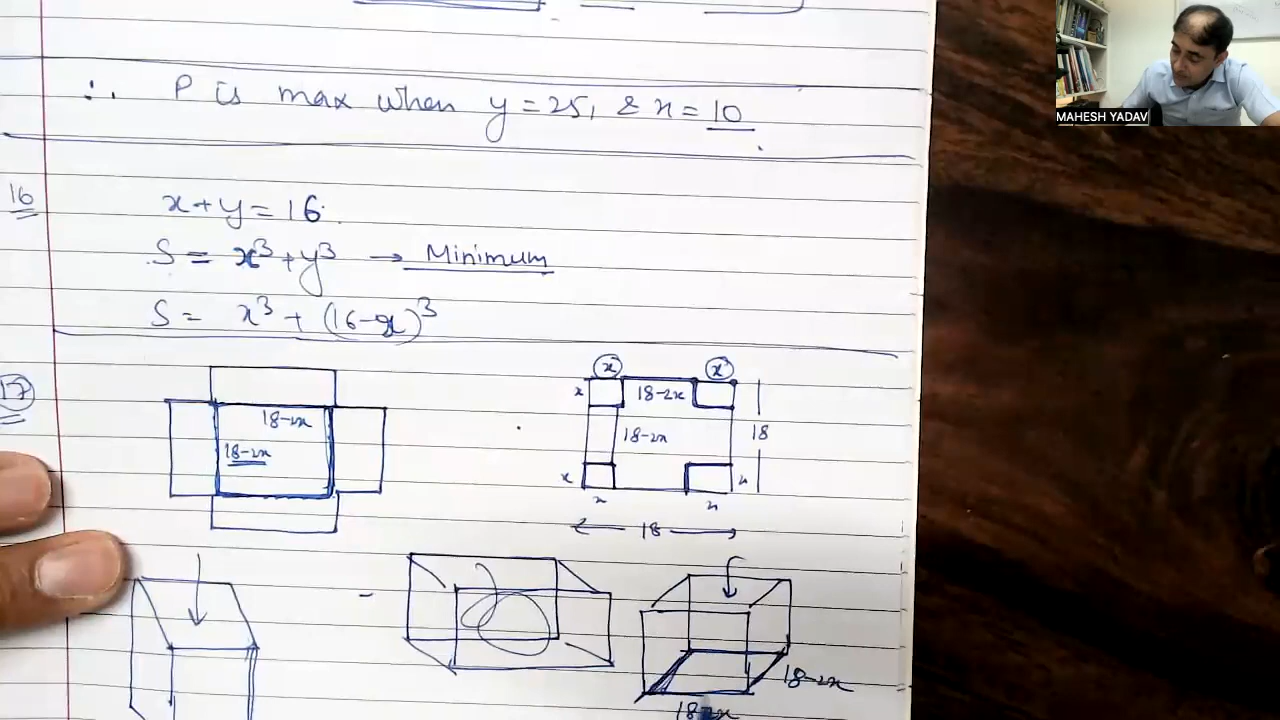 ∴ P is max when y = 25, & x = 10
MAHESH YADAV
16
x + y = 16.
S = x³ + y³ → Minimum
S = x³ + (16-x)³
17
x x
x 18-2x
18-2x 18-2x 18
18-2x
x x
x x
18
18-2x
18-2x